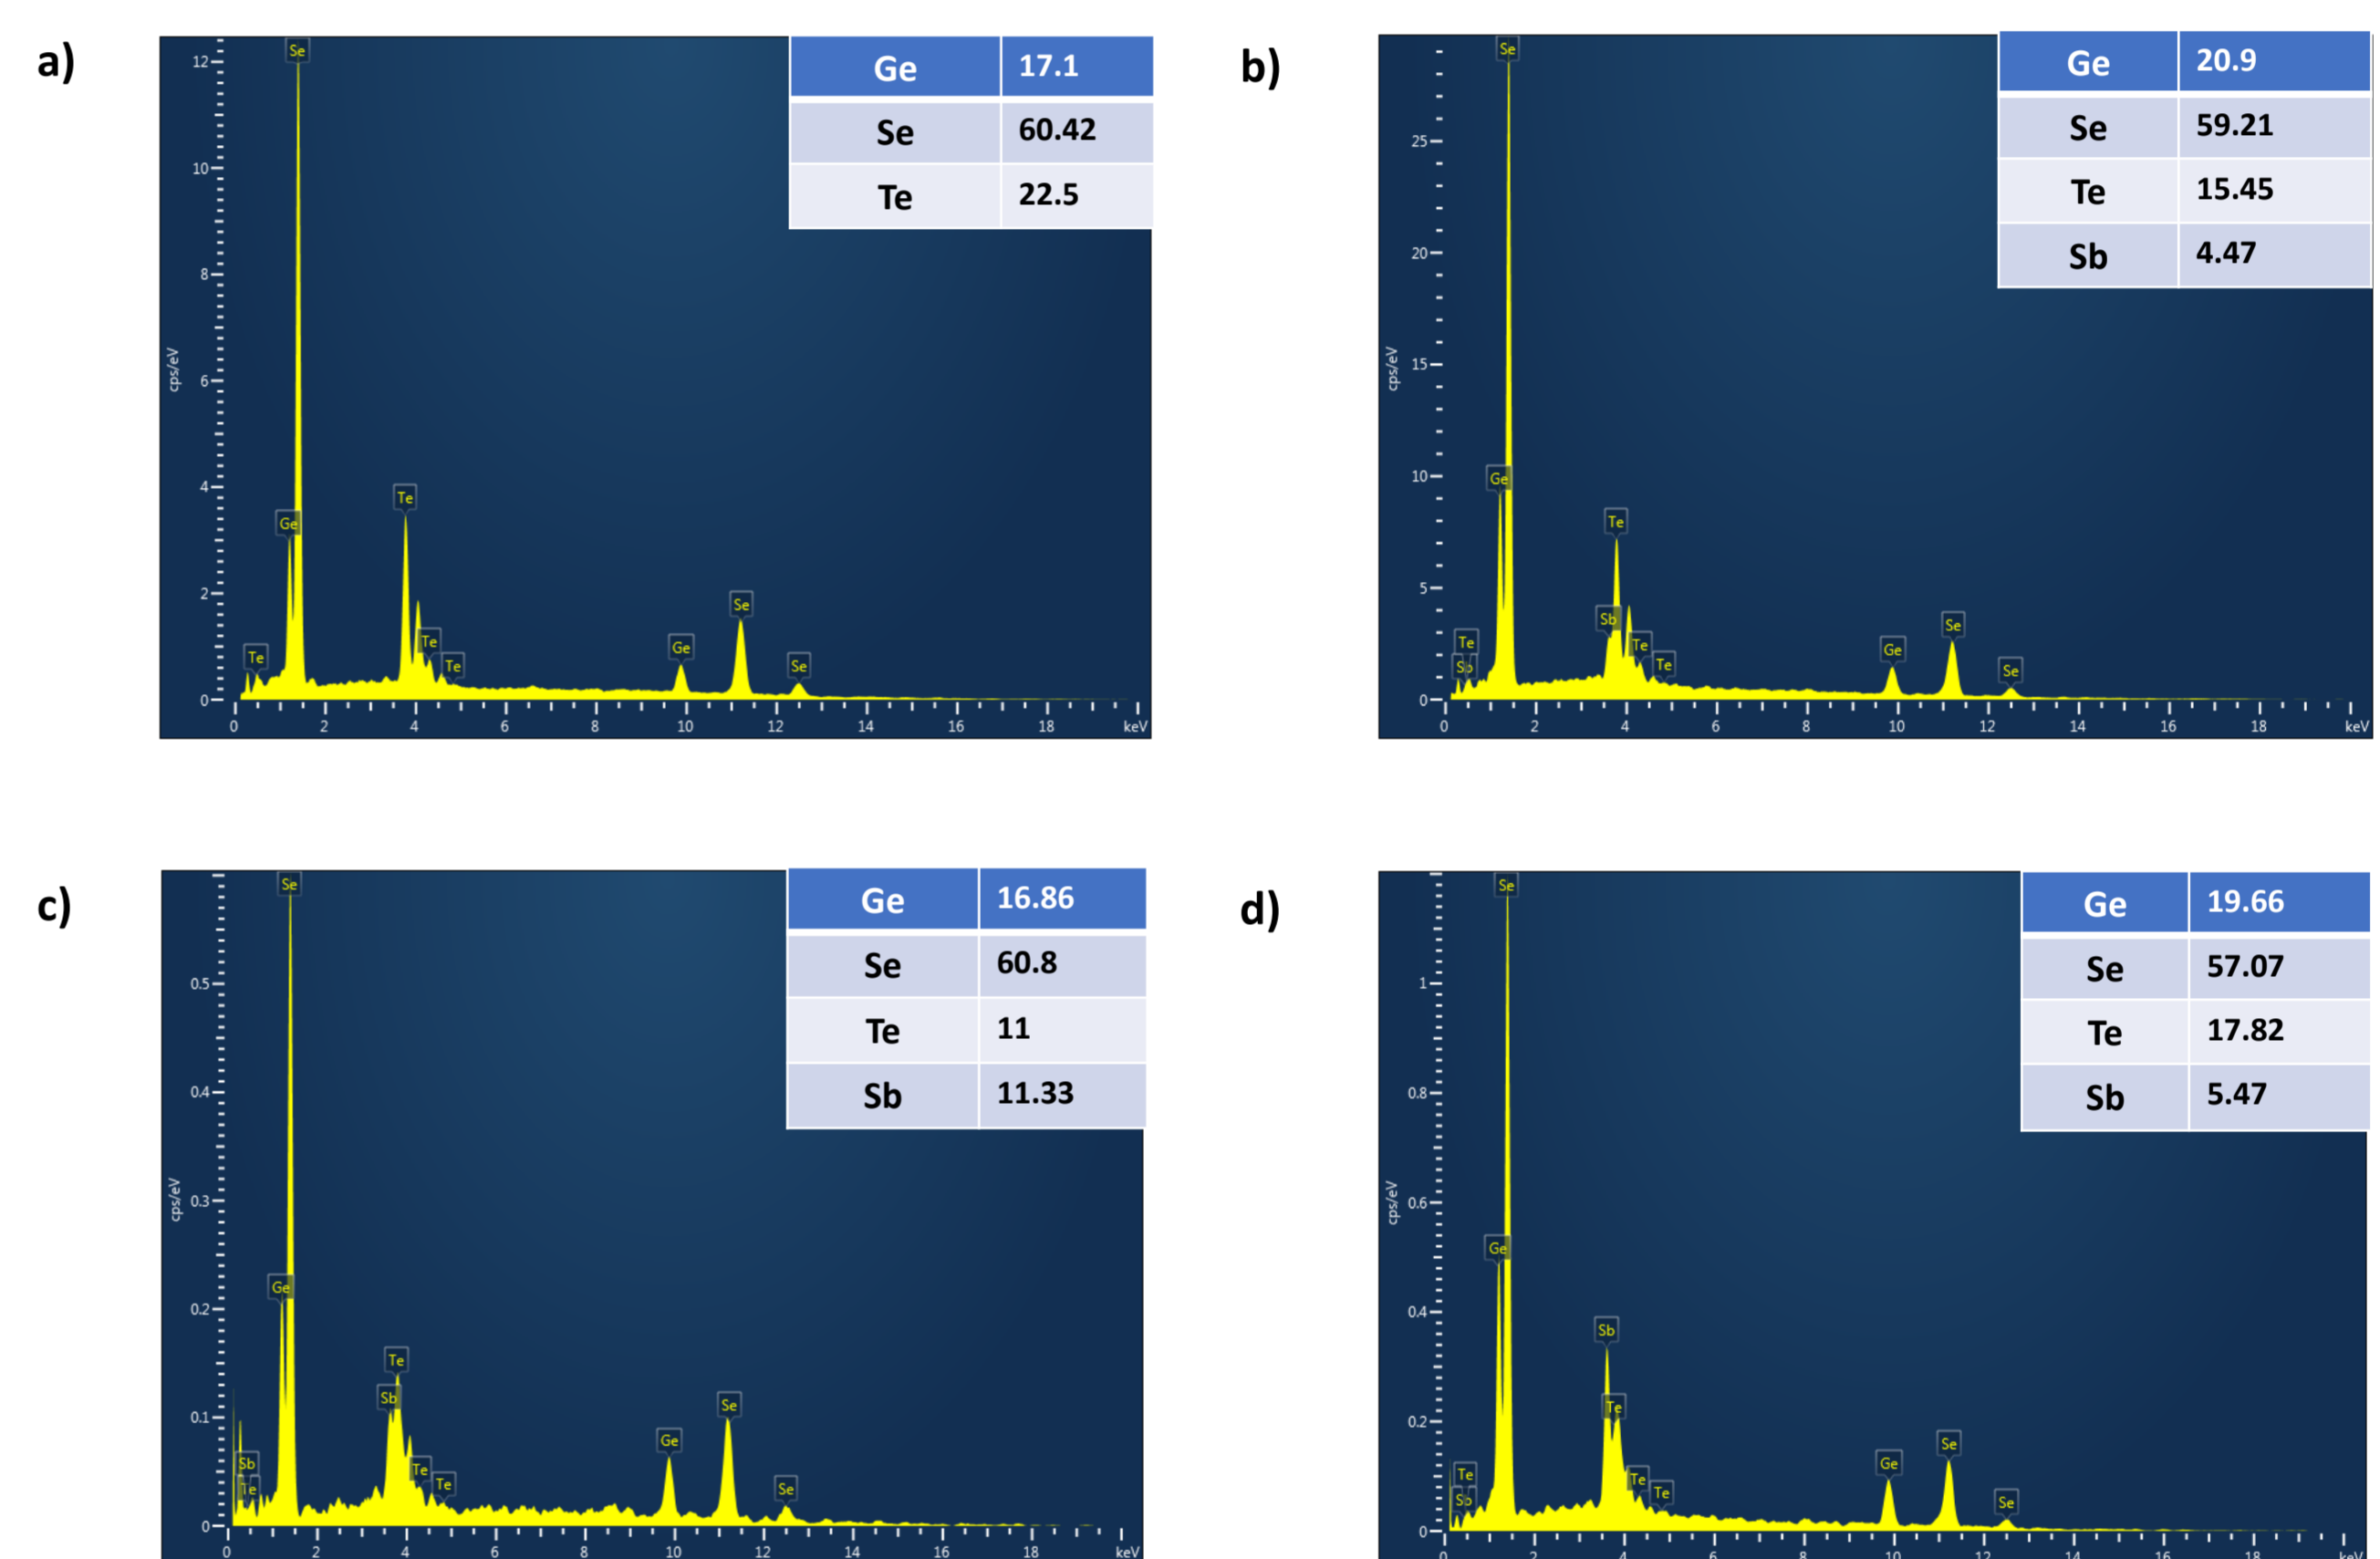 a)
Ge 17.1
Se 60.42
Te 22.5
cps/eV
12
10
8
6
4
2
0
Se
Ge
Te
Te
Te
Te
Ge
Se
Se
0 2 4 6 8 10 12 14 16 18 keV
b)
Ge 20.9
Se 59.21
Te 15.45
Sb 4.47
cps/eV
25
20
15
10
5
0
Se
Ge
Te
Sb
Te
Sb
Te
Te
Ge
Se
Se
0 2 4 6 8 10 12 14 16 18 keV
c)
Ge 16.86
Se 60.8
Te 11
Sb 11.33
cps/eV
0.5
0.4
0.3
0.2
0.1
0
Se
Ge
Te
Sb
Sb
Te
Te
Te
Ge
Se
Se
0 2 4 6 8 10 12 14 16 18 keV
d)
Ge 19.66
Se 57.07
Te 17.82
Sb 5.47
cps/eV
1
0.8
0.6
0.4
0.2
0
Se
Ge
Sb
Te
Te
Sb
Te
Te
Ge
Se
Se
0 2 4 6 8 10 12 14 16 18 keV